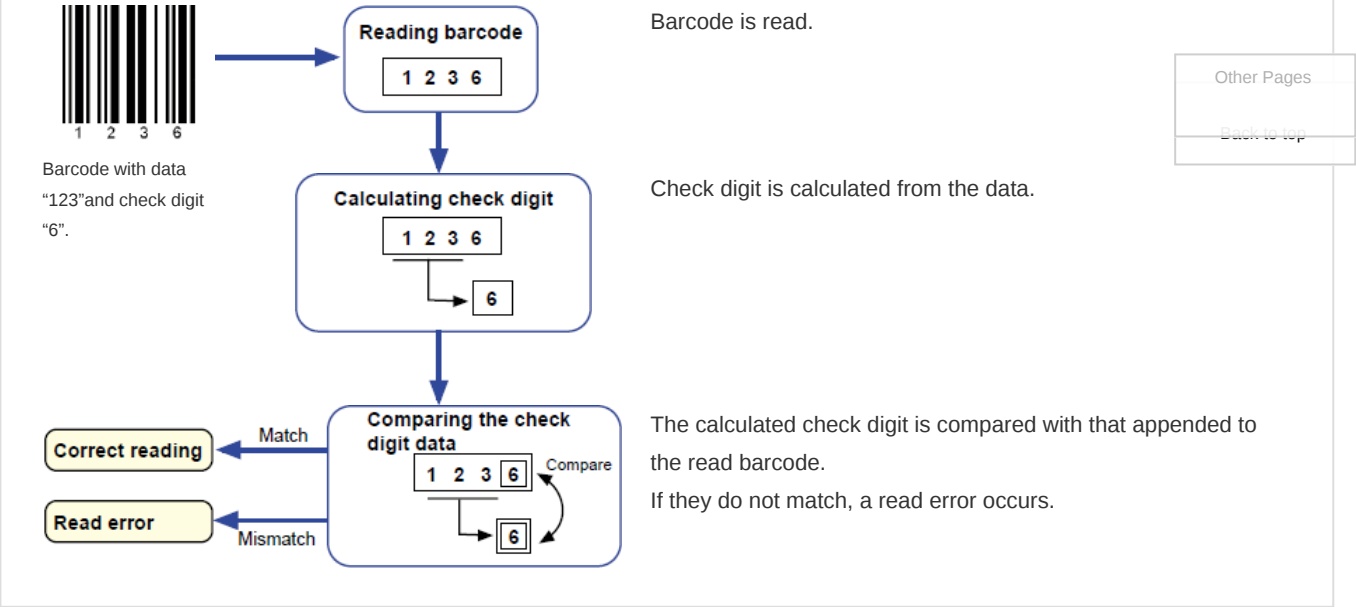 1 2 3 6
Barcode with data
“123”and check digit
“6”.
Reading barcode
1 2 3 6
Barcode is read.
Other Pages
Back to top
Calculating check digit
1 2 3 6
6
Check digit is calculated from the data.
Comparing the check
digit data
1 2 3 6
Compare
6
Match
Correct reading
Mismatch
Read error
The calculated check digit is compared with that appended to
the read barcode.
If they do not match, a read error occurs.